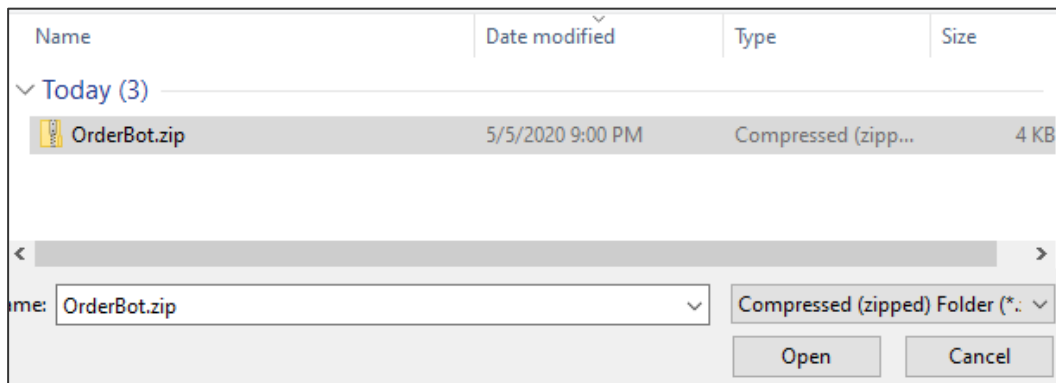 Name Date modified Type Size
Today (3)
OrderBot.zip 5/5/2020 9:00 PM Compressed (zipp... 4 KB
ame: OrderBot.zip Compressed (zipped) Folder (*.:
Open Cancel